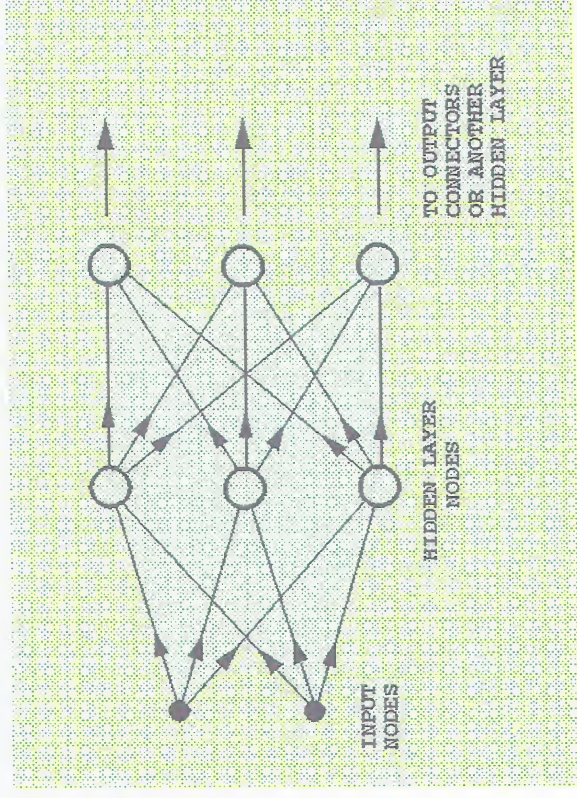 INPUT
NODES
HIDDEN LAYER
NODES
TO OUTPUT
CONNECTORS
OR ANOTHER
HIDDEN LAYER